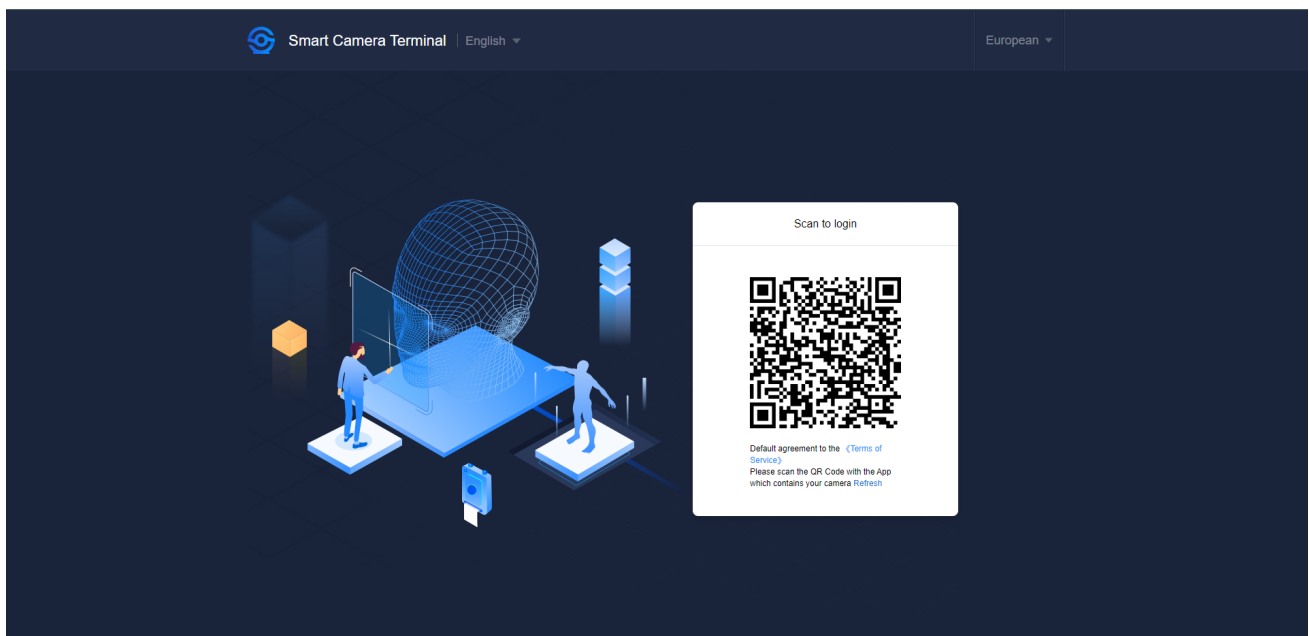 Smart Camera Terminal
English
European
Scan to login
Default agreement to the 《Terms of
Service》
Please scan the QR Code with the App
which contains your camera Refresh